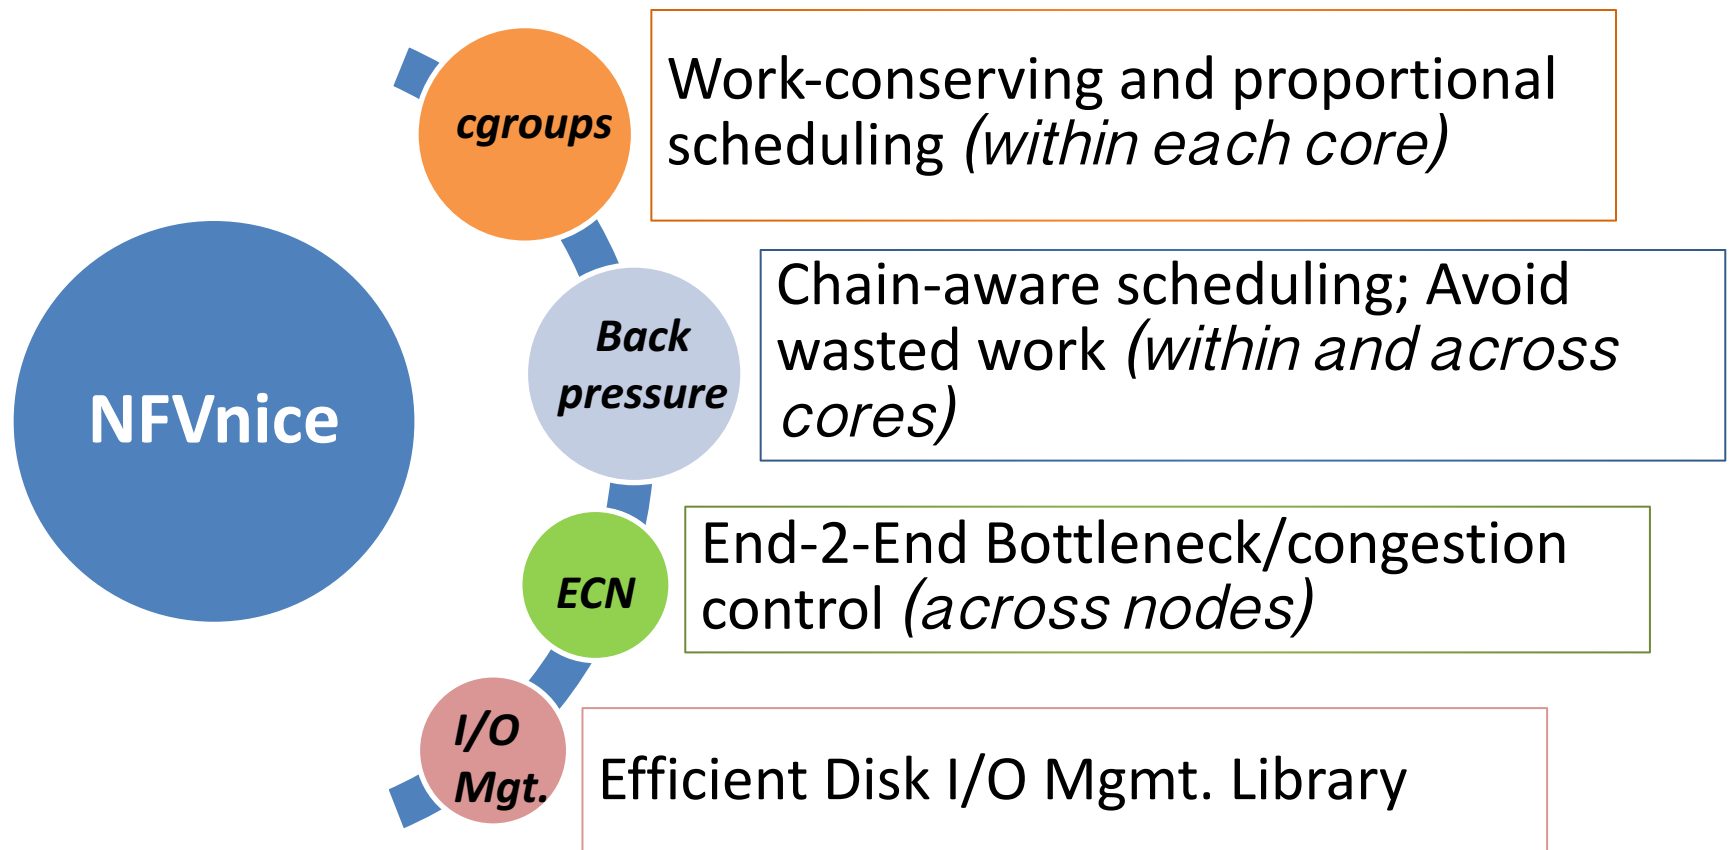 cgroups
Work-conserving and proportional
scheduling (within each core)
Back
pressure
Chain-aware scheduling; Avoid
wasted work (within and across
cores)
NFVnice
ECN
End-2-End Bottleneck/congestion
control (across nodes)
I/O
Mgt.
Efficient Disk I/O Mgmt. Library